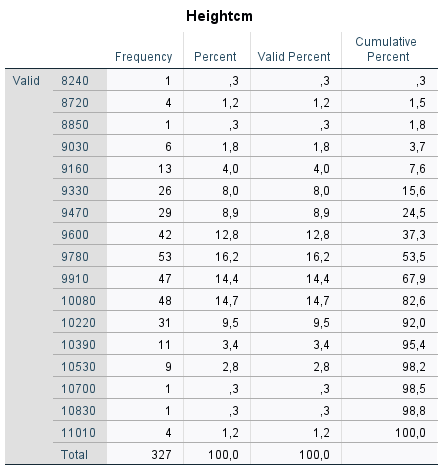 Heightcm
Frequency Percent Valid Percent Cumulative Percent
Valid 8240 1 ,3 ,3 ,3
8720 4 1,2 1,2 1,5
8850 1 ,3 ,3 1,8
9030 6 1,8 1,8 3,7
9160 13 4,0 4,0 7,6
9330 26 8,0 8,0 15,6
9470 29 8,9 8,9 24,5
9600 42 12,8 12,8 37,3
9780 53 16,2 16,2 53,5
9910 47 14,4 14,4 67,9
10080 48 14,7 14,7 82,6
10220 31 9,5 9,5 92,0
10390 11 3,4 3,4 95,4
10530 9 2,8 2,8 98,2
10700 1 ,3 ,3 98,5
10830 1 ,3 ,3 98,8
11010 4 1,2 1,2 100,0
Total 327 100,0 100,0